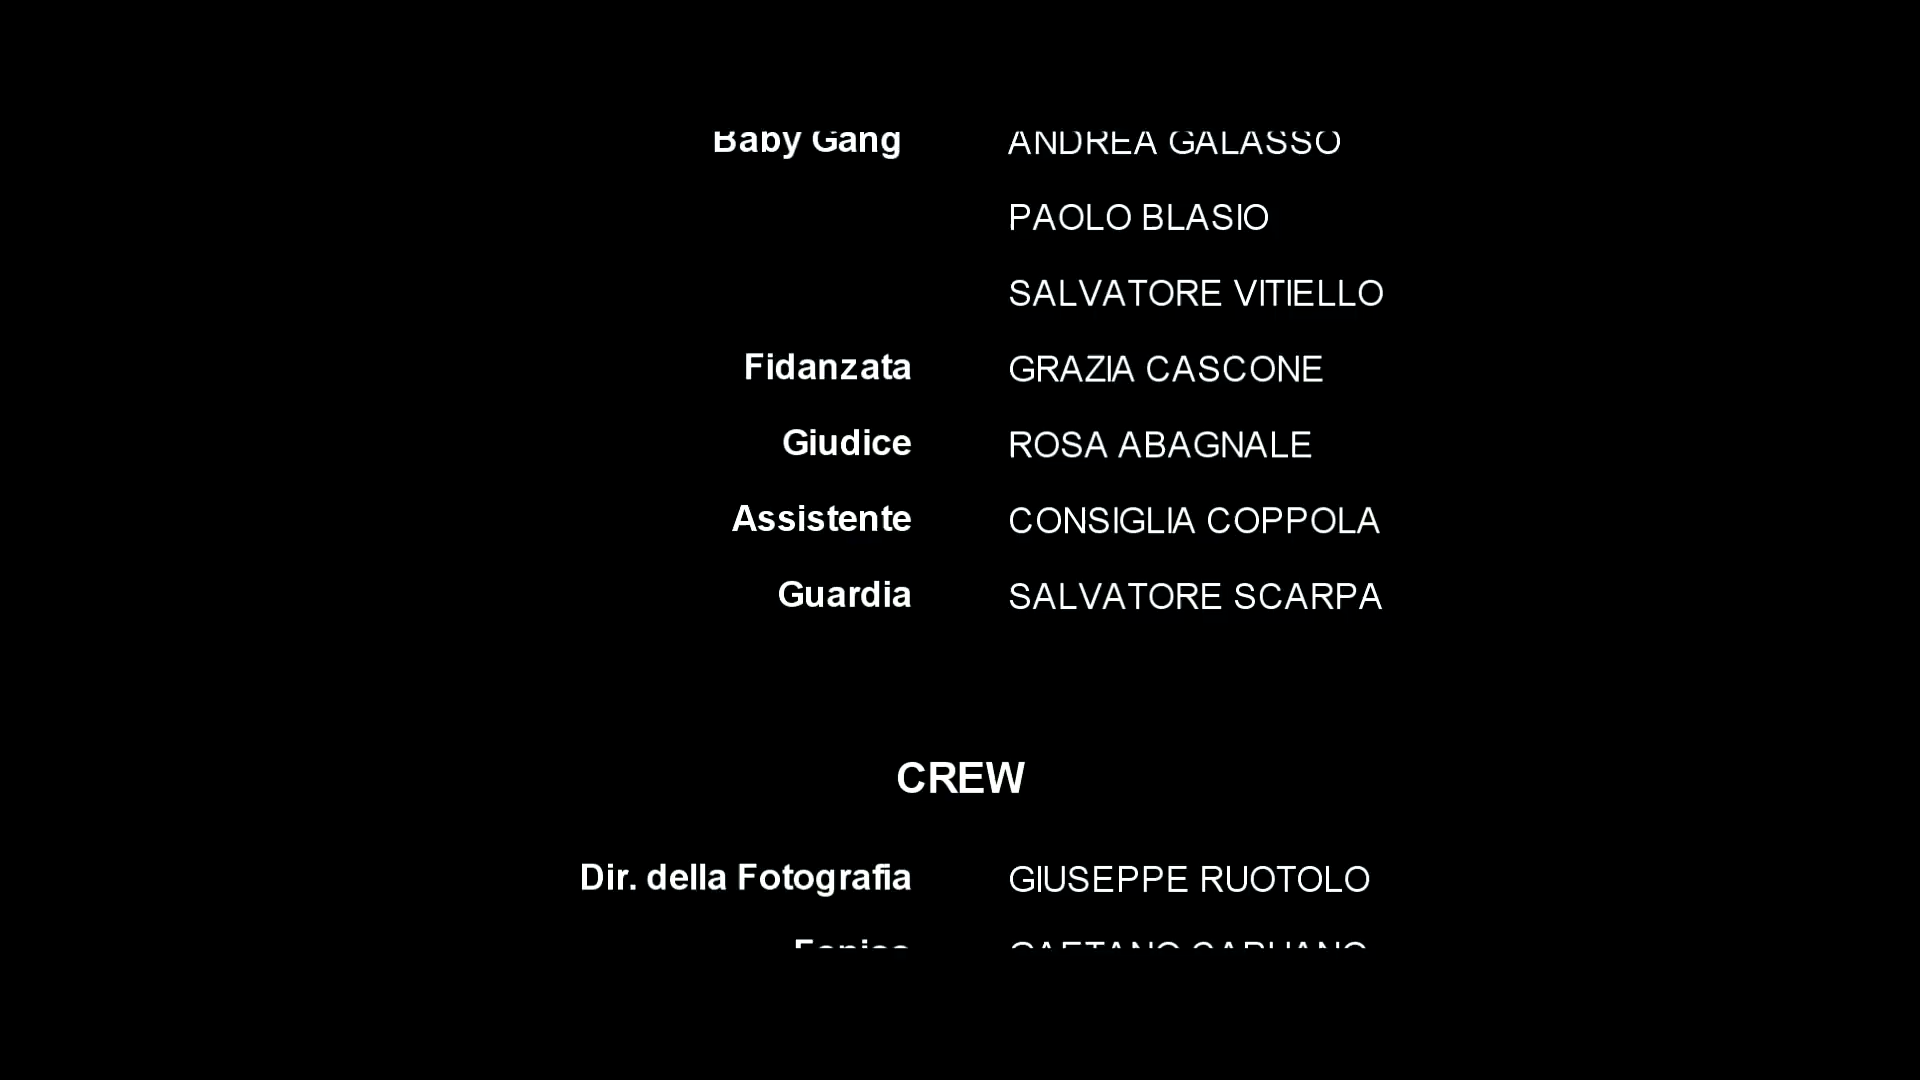 Baby Gang ANDREA GALASSO
PAOLO BLASIO
SALVATORE VITIELLO
Fidanzata GRAZIA CASCONE
Giudice ROSA ABAGNALE
Assistente CONSIGLIA COPPOLA
Guardia SALVATORE SCARPA
CREW
Dir. della Fotografia GIUSEPPE RUOTOLO